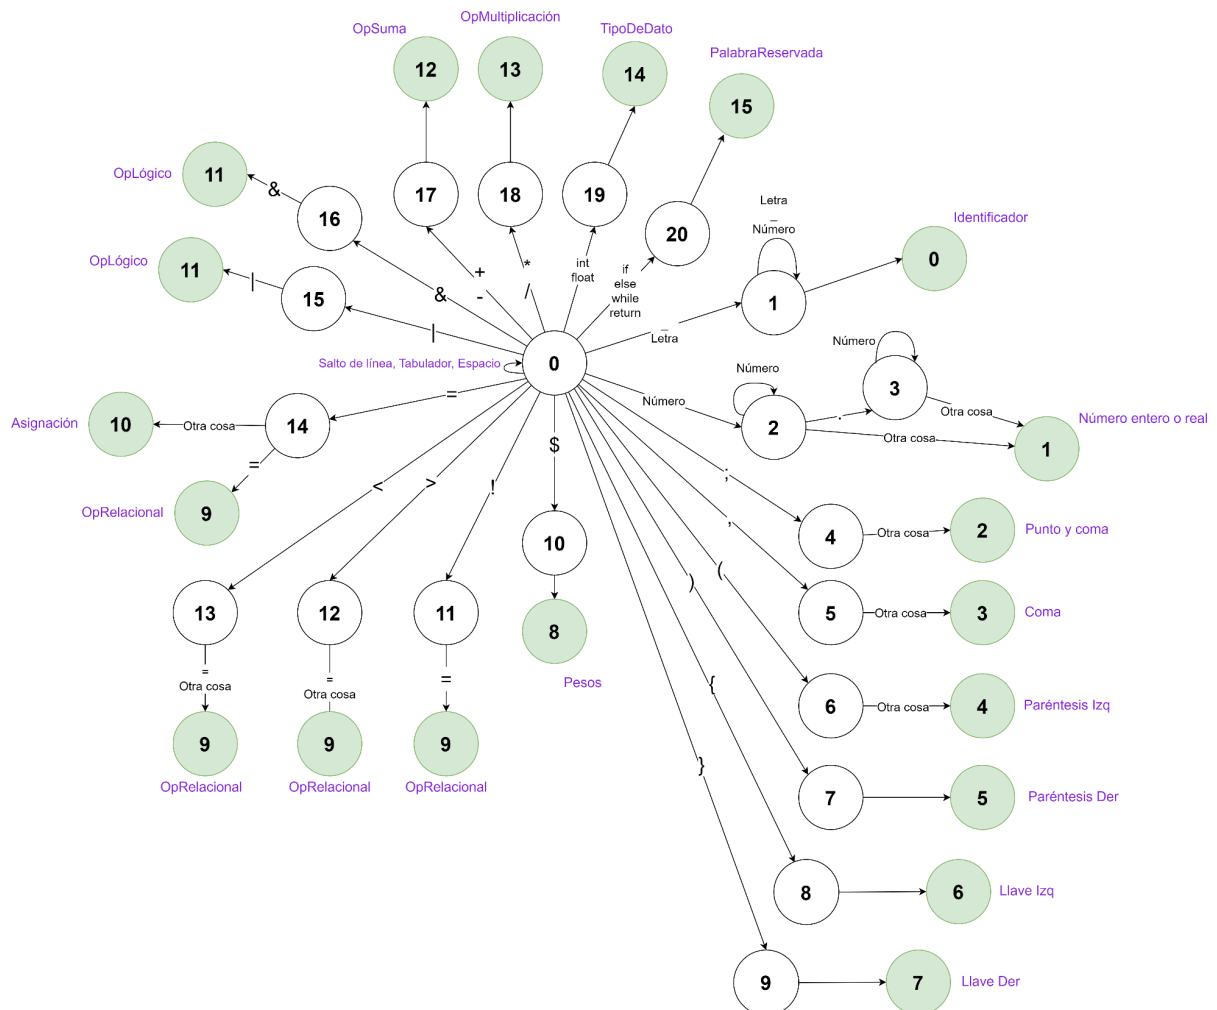 OpSuma
OpMultiplicación
TipoDeDato
PalabraReservada
12
13
14
15
OpLógico
11
&
16
17
18
19
20
Letra
_
Número
Identificador
0
OpLógico
11
|
15
&
|
+
-
*
/
int
float
if
else
while
return
_
Letra
1
Salto de línea, Tabulador, Espacio
0
Número
Número
2
.
Número
3
Otra cosa
Otra cosa
1
Número entero o real
Asignación
10
Otra cosa
14
=
=
OpRelacional
9
<
>
!
$
;
,
(
)
{
}
4
Otra cosa
2
Punto y coma
10
8
Pesos
13
12
11
=
Otra cosa
=
Otra cosa
=
9
9
9
OpRelacional
OpRelacional
OpRelacional
5
Otra cosa
3
Coma
6
Otra cosa
4
Paréntesis Izq
7
5
Paréntesis Der
8
6
Llave Izq
9
7
Llave Der